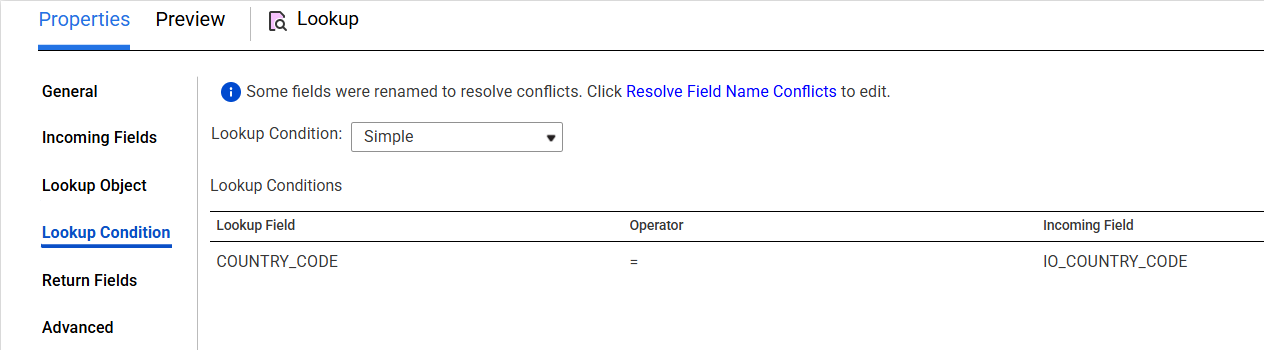 Properties Preview Lookup
General
Some fields were renamed to resolve conflicts. Click Resolve Field Name Conflicts to edit.
Incoming Fields
Lookup Condition: Simple
Lookup Object
Lookup Conditions
Lookup Condition
Lookup Field Operator Incoming Field
COUNTRY_CODE = IO_COUNTRY_CODE
Return Fields
Advanced